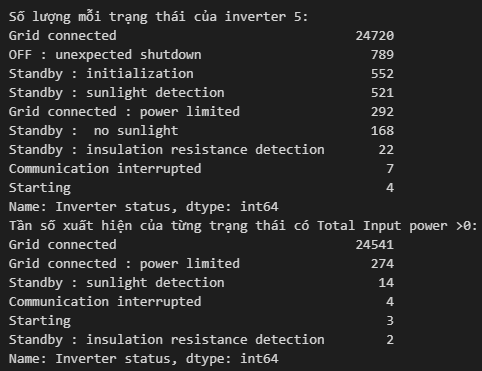 Số lượng mỗi trạng thái của inverter 5:
Grid connected 24720
OFF : unexpected shutdown 789
Standby : initialization 552
Standby : sunlight detection 521
Grid connected : power limited 292
Standby :  no sunlight 168
Standby : insulation resistance detection 22
Communication interrupted 7
Starting 4
Name: Inverter status, dtype: int64
Tần số xuất hiện của từng trạng thái có Total Input power >0:
Grid connected 24541
Grid connected : power limited 274
Standby : sunlight detection 14
Communication interrupted 4
Starting 3
Standby : insulation resistance detection 2
Name: Inverter status, dtype: int64